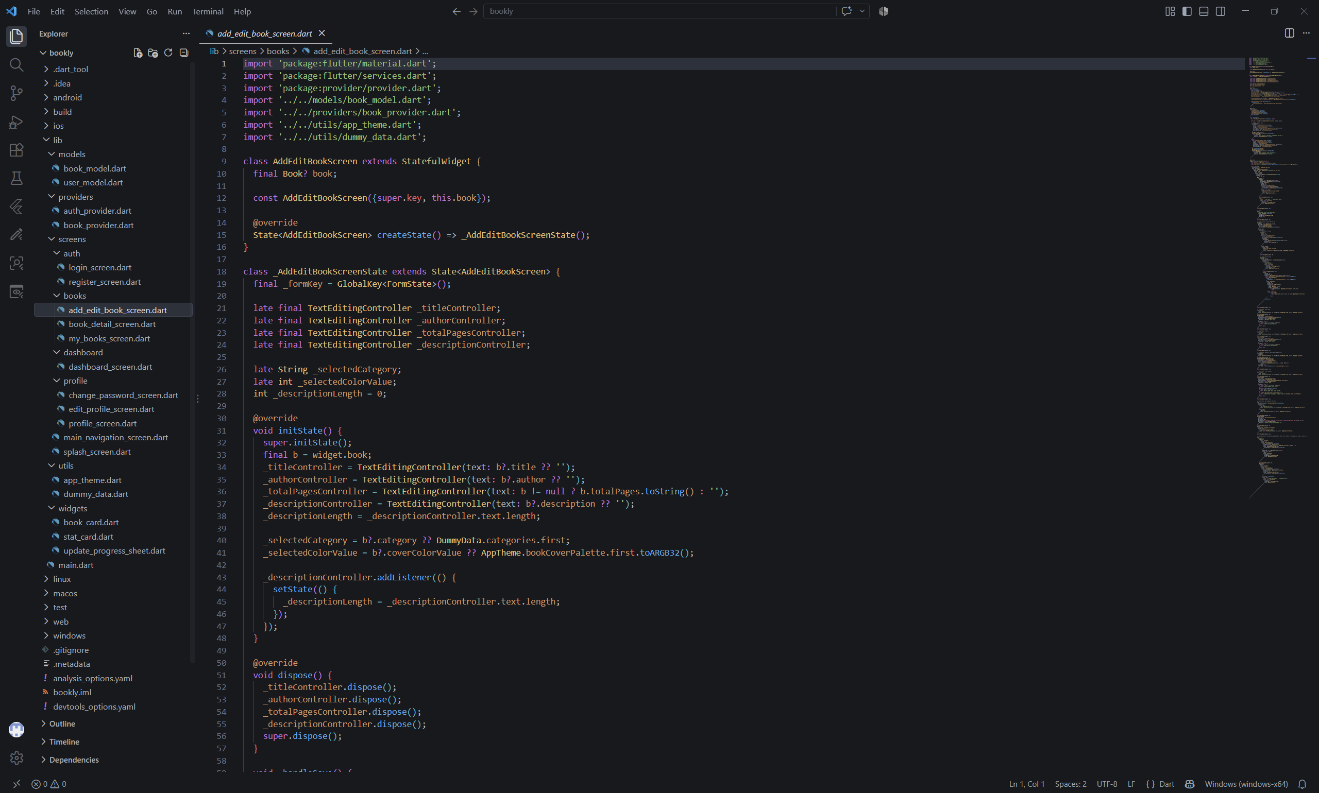 File Edit Selection View Go Run Terminal Help
bookly
Explorer
bookly
.dart_tool
.idea
android
build
ios
lib
models
book_model.dart
user_model.dart
providers
auth_provider.dart
book_provider.dart
screens
auth
login_screen.dart
register_screen.dart
books
add_edit_book_screen.dart
book_detail_screen.dart
my_books_screen.dart
dashboard
dashboard_screen.dart
profile
change_password_screen.dart
edit_profile_screen.dart
profile_screen.dart
main_navigation_screen.dart
splash_screen.dart
utils
app_theme.dart
dummy_data.dart
widgets
book_card.dart
stat_card.dart
update_progress_sheet.dart
main.dart
linux
macos
test
web
windows
.gitignore
.metadata
analysis_options.yaml
bookly.iml
devtools_options.yaml
Outline
Timeline
Dependencies
add_edit_book_screen.dart
lib > screens > books > add_edit_book_screen.dart > ...
1 import 'package:flutter/material.dart';
2 import 'package:flutter/services.dart';
3 import 'package:provider/provider.dart';
4 import '../../models/book_model.dart';
5 import '../../providers/book_provider.dart';
6 import '../../utils/app_theme.dart';
7 import '../../utils/dummy_data.dart';
8
9 class AddEditBookScreen extends StatefulWidget {
10 final Book? book;
11
12 const AddEditBookScreen({super.key, this.book});
13
14 @override
15 State<AddEditBookScreen> createState() => _AddEditBookScreenState();
16 }
17
18 class _AddEditBookScreenState extends State<AddEditBookScreen> {
19 final _formKey = GlobalKey<FormState>();
20
21 late final TextEditingController _titleController;
22 late final TextEditingController _authorController;
23 late final TextEditingController _totalPagesController;
24 late final TextEditingController _descriptionController;
25
26 late String _selectedCategory;
27 late int _selectedColorValue;
28 int _descriptionLength = 0;
29
30 @override
31 void initState() {
32 super.initState();
33 final b = widget.book;
34 _titleController = TextEditingController(text: b?.title ?? '');
35 _authorController = TextEditingController(text: b?.author ?? '');
36 _totalPagesController = TextEditingController(text: b != null ? b.totalPages.toString() : '');
37 _descriptionController = TextEditingController(text: b?.description ?? '');
38 _descriptionLength = _descriptionController.text.length;
39
40 _selectedCategory = b?.category ?? DummyData.categories.first;
41 _selectedColorValue = b?.coverColorValue ?? AppTheme.bookCoverPalette.first.toARGB32();
42
43 _descriptionController.addListener(() {
44 setState(() {
45 _descriptionLength = _descriptionController.text.length;
46 });
47 });
48 }
49
50 @override
51 void dispose() {
52 _titleController.dispose();
53 _authorController.dispose();
54 _totalPagesController.dispose();
55 _descriptionController.dispose();
56 super.dispose();
57 }
58
0 0
Ln 1, Col 1 Spaces: 2 UTF-8 LF { } Dart Windows (windows-x64)